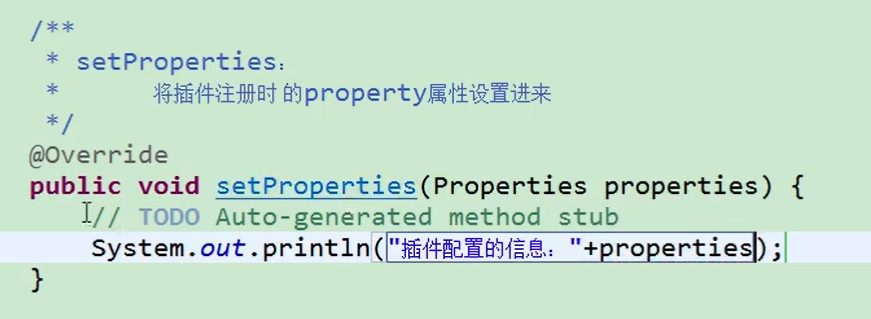 /**
 * setProperties：
 *      将插件注册时 的property属性设置进来
 */
@Override
public void setProperties(Properties properties) {
    // TODO Auto-generated method stub
    System.out.println("插件配置的信息："+properties);
}